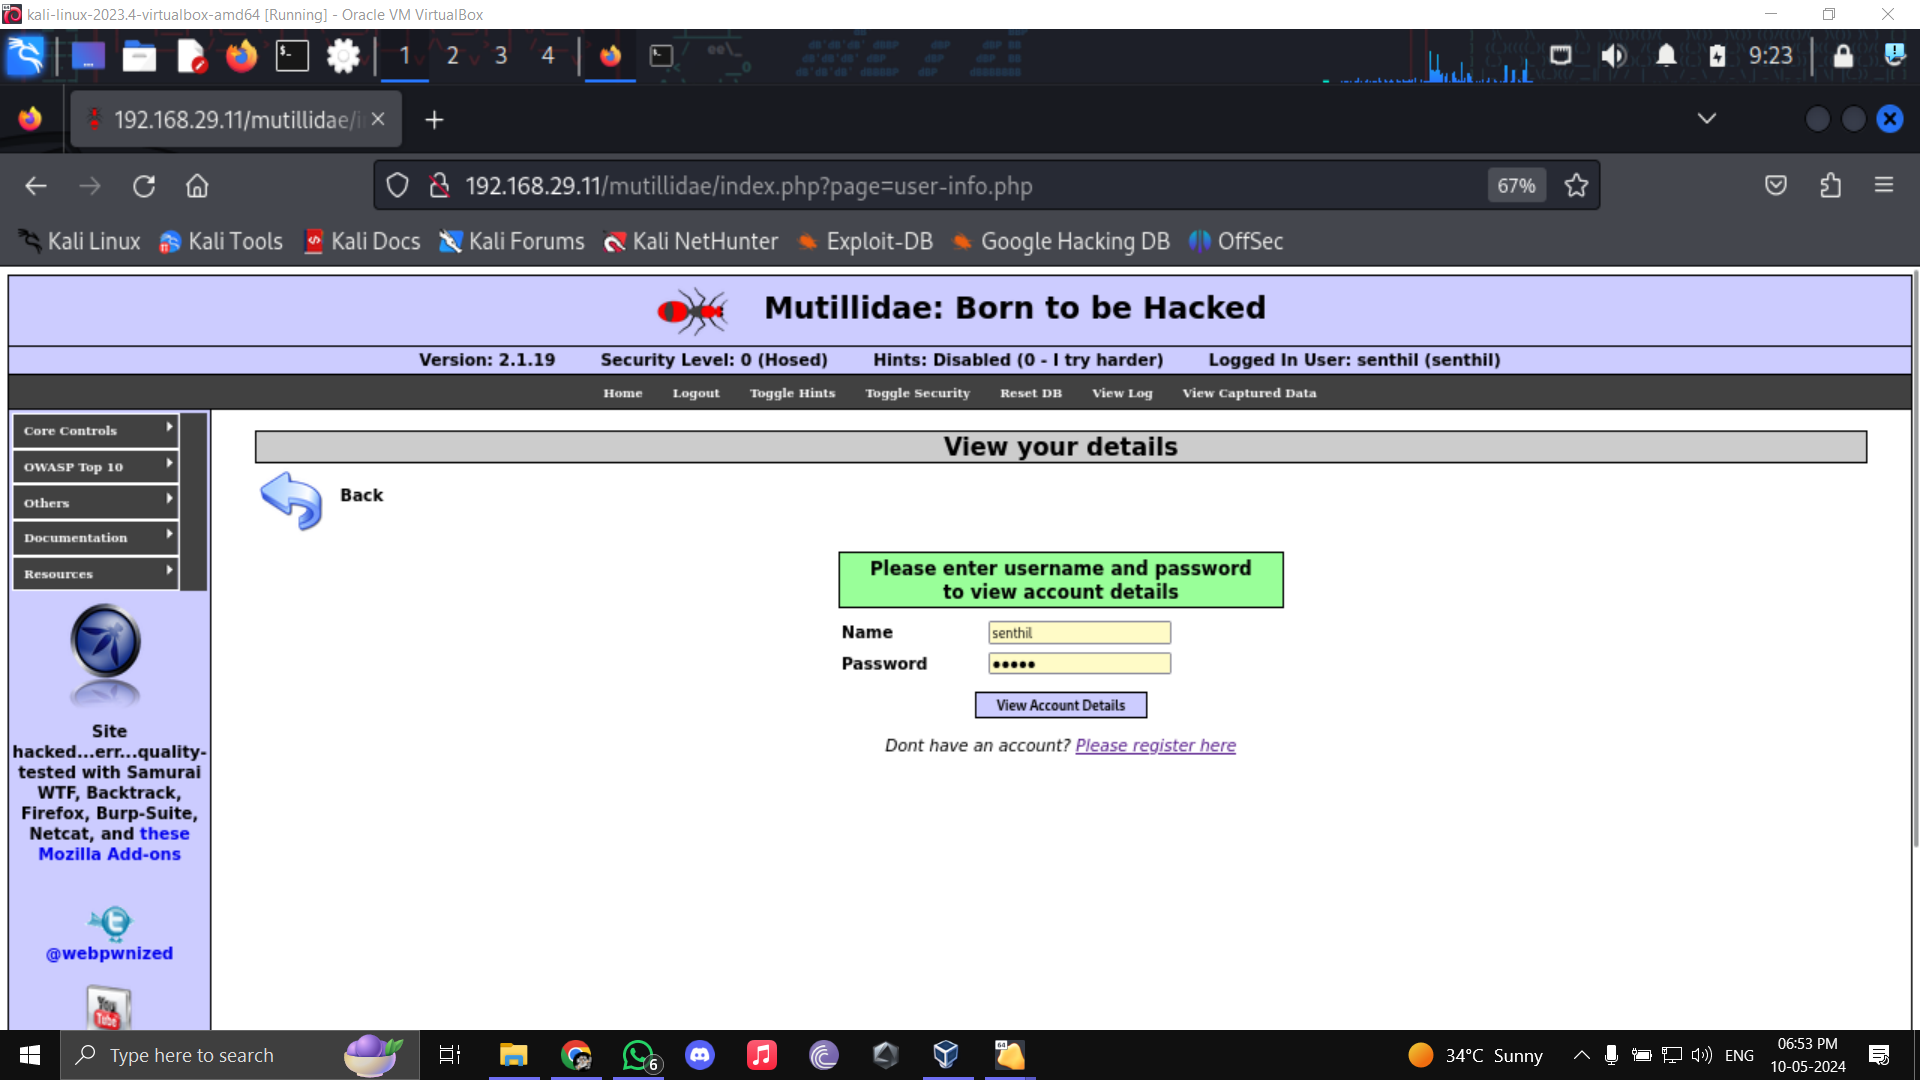 kali-linux-2023.4-virtualbox-amd64 [Running] - Oracle VM VirtualBox
1 2 3 4 9:23
192.168.29.11/mutillidae/i
192.168.29.11/mutillidae/index.php?page=user-info.php 67%
Kali Linux Kali Tools Kali Docs Kali Forums Kali NetHunter Exploit-DB Google Hacking DB OffSec
Mutillidae: Born to be Hacked
Version: 2.1.19 Security Level: 0 (Hosed) Hints: Disabled (0 - I try harder) Logged In User: senthil (senthil)
Home Logout Toggle Hints Toggle Security Reset DB View Log View Captured Data
Core Controls
OWASP Top 10
Others
Documentation
Resources
Site
hacked...err...quality-
tested with Samurai
WTF, Backtrack,
Firefox, Burp-Suite,
Netcat, and these
Mozilla Add-ons
@webpwnized
You
Tube
View your details
Back
Please enter username and password
to view account details
Name senthil
Password •••••
View Account Details
Dont have an account? Please register here
Type here to search
6
64
34°C Sunny
ENG
06:53 PM
10-05-2024